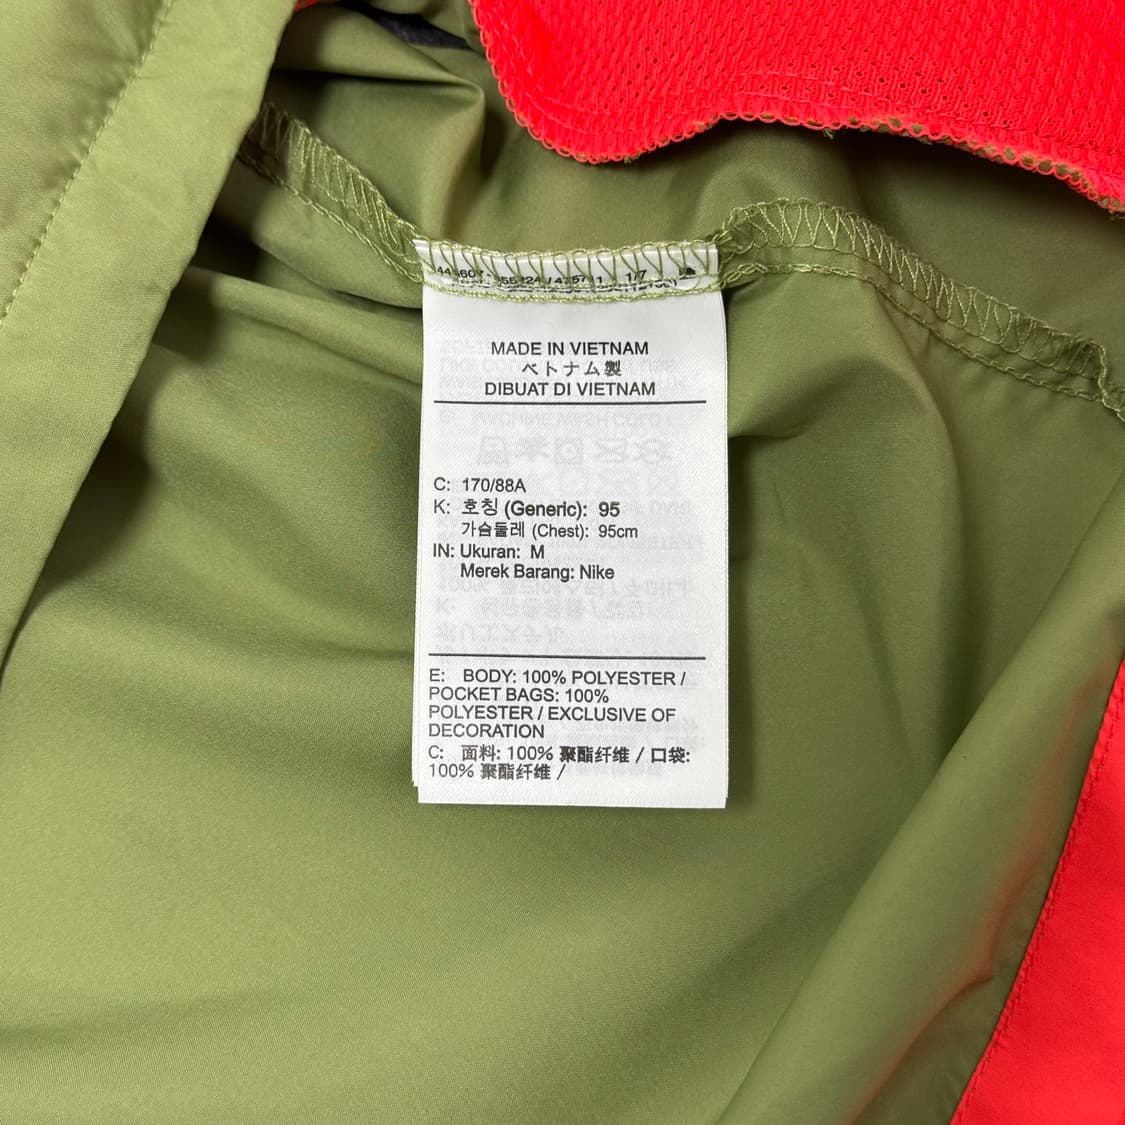 1/7
MADE IN VIETNAM
ベトナム製
DIBUAT DI VIETNAM
C: 170/88A
K: 호칭 (Generic): 95
가슴둘레 (Chest): 95cm
IN: Ukuran: M
Merek Barang: Nike
E: BODY: 100% POLYESTER /
POCKET BAGS: 100%
POLYESTER / EXCLUSIVE OF
DECORATION
C: 面料: 100% 聚酯纤维 / 口袋:
100% 聚酯纤维 /